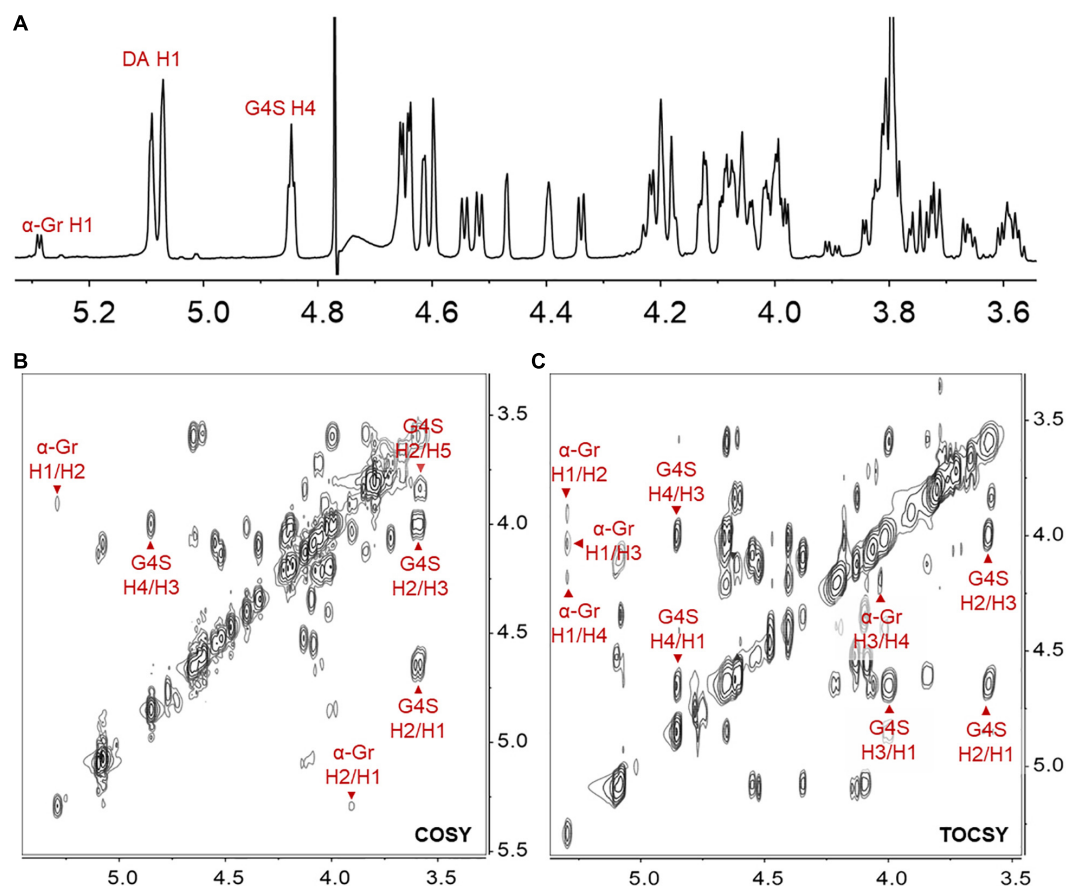 A
DA H1
G4S H4
α-Gr H1
5.2 5.0 4.8 4.6 4.4 4.2 4.0 3.8 3.6
B
α-Gr
H1/H2
G4S
H2/H5
G4S
H4/H3
G4S
H2/H3
G4S
H2/H1
α-Gr
H2/H1
COSY
3.5
4.0
4.5
5.0
5.5
5.0 4.5 4.0 3.5
C
α-Gr
H1/H2
G4S
H4/H3
α-Gr
H1/H3
α-Gr
H1/H4
G4S
H4/H1
G4S
H2/H3
α-Gr
H3/H4
G4S
H3/H1
G4S
H2/H1
TOCSY
3.5
4.0
4.5
5.0
5.0 4.5 4.0 3.5